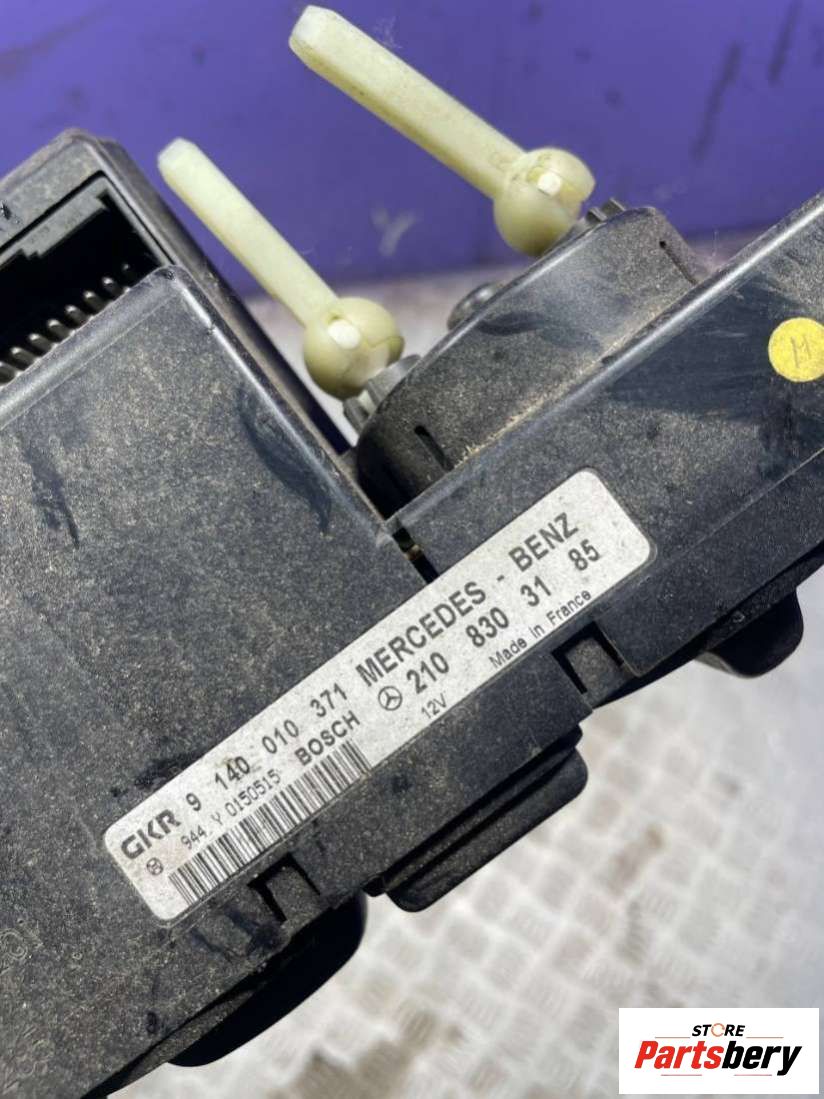 GKR 9 140 010 371 MERCEDES - BENZ
944 Y 0150515 BOSCH 210 830 31 85
12V Made in France
M
STORE
Partsbery